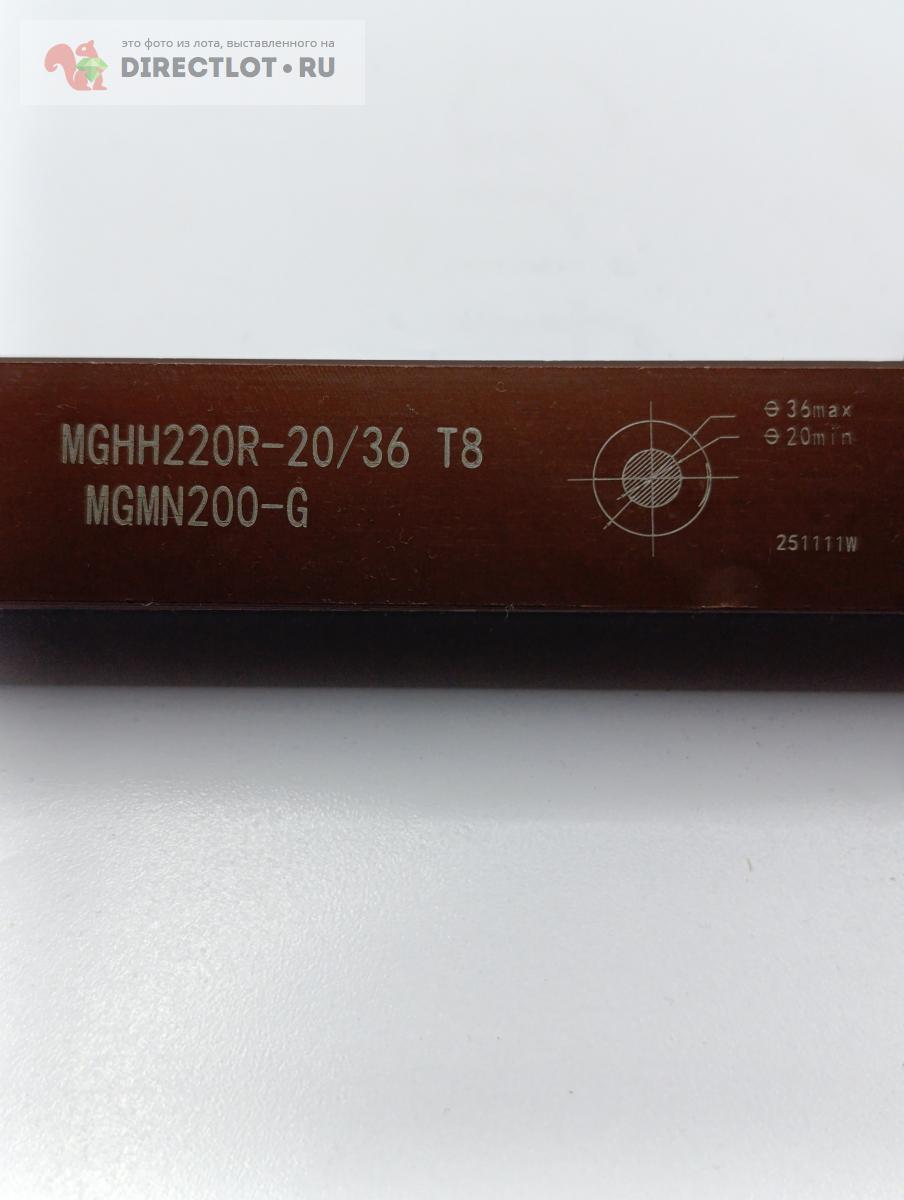 это фото из лота, выставленного на
DIRECTLOT•RU
MGHH220R-20/36 T8
MGMN200-G
⌀36max
⌀20min
251111W